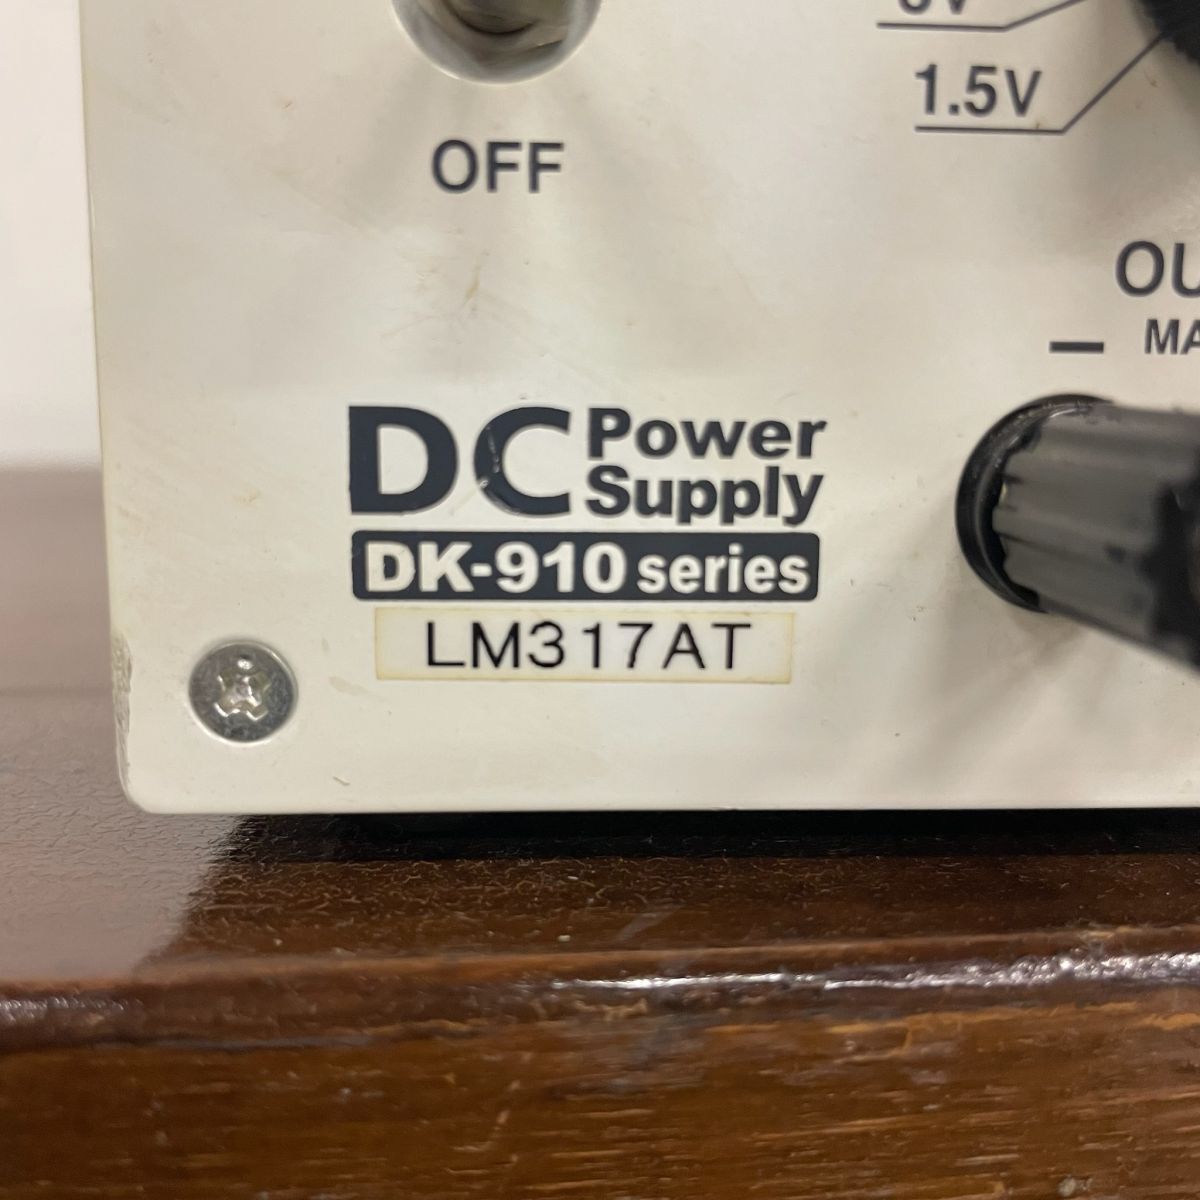 1.5V
OFF
DC Power
Supply
DK-910 series
LM317AT